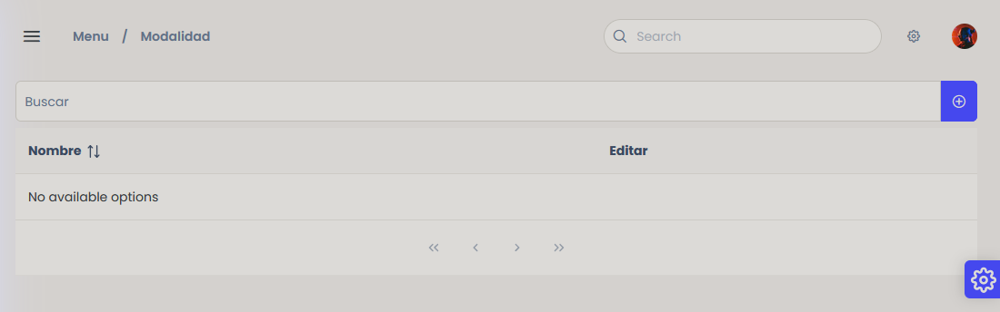 Menu / Modalidad
Search
Buscar
Nombre
Editar
No available options